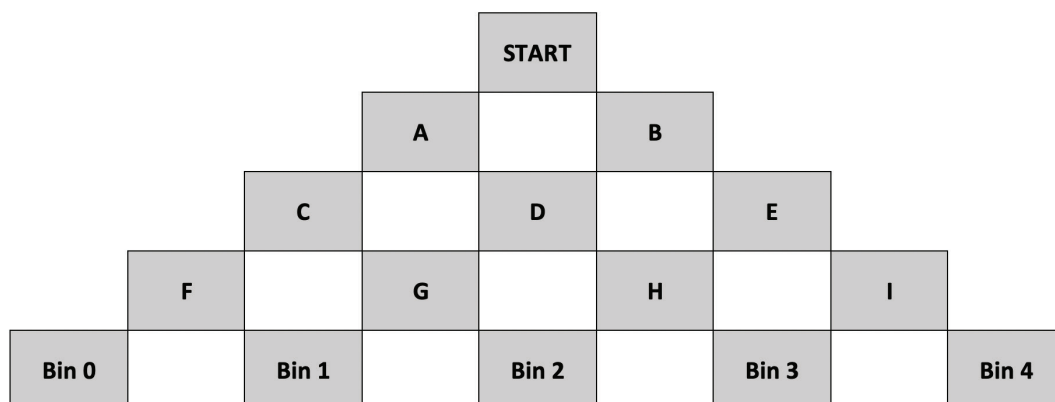 START
A B
C D E
F G H I
Bin 0 Bin 1 Bin 2 Bin 3 Bin 4